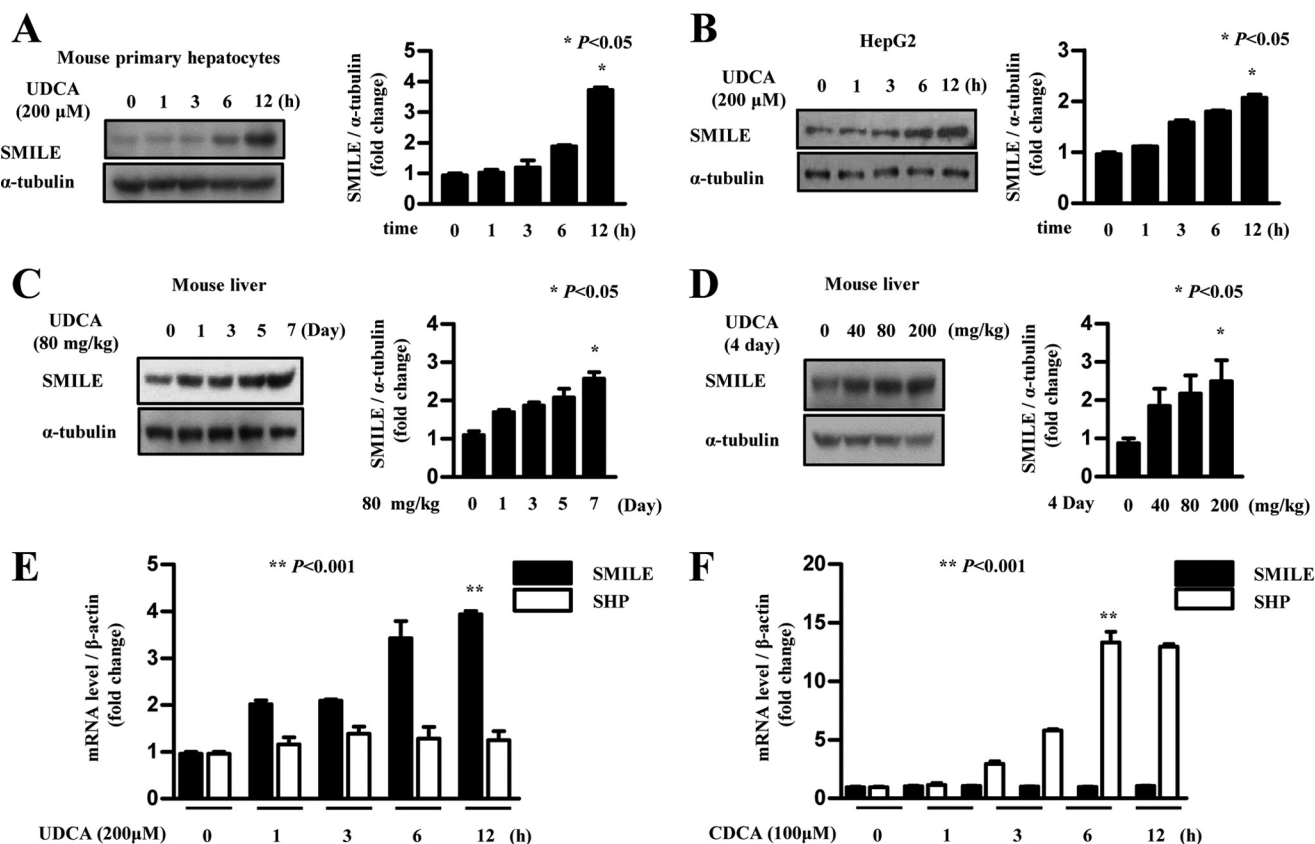 A
Mouse primary hepatocytes
UDCA
(200 µM)
0 1 3 6 12 (h)
SMILE
α-tubulin
* P<0.05
SMILE / α-tubulin
(fold change)
5
4
3
2
1
0
*
time 0 1 3 6 12 (h)
B
HepG2
UDCA
(200 µM)
0 1 3 6 12 (h)
SMILE
α-tubulin
* P<0.05
SMILE / α-tubulin
(fold change)
3
2
1
0
*
time 0 1 3 6 12 (h)
C
Mouse liver
UDCA
(80 mg/kg)
0 1 3 5 7 (Day)
SMILE
α-tubulin
* P<0.05
SMILE / α-tubulin
(fold change)
4
3
2
1
0
*
80 mg/kg 0 1 3 5 7 (Day)
D
Mouse liver
UDCA
(4 day)
0 40 80 200 (mg/kg)
SMILE
α-tubulin
* P<0.05
SMILE / α-tubulin
(fold change)
4
3
2
1
0
*
4 Day 0 40 80 200 (mg/kg)
E
** P<0.001
SMILE
SHP
mRNA level / β-actin
(fold change)
5
4
3
2
1
0
**
UDCA (200µM) 0 1 3 6 12 (h)
F
** P<0.001
SMILE
SHP
mRNA level / β-actin
(fold change)
20
15
10
5
0
**
CDCA (100µM) 0 1 3 6 12 (h)